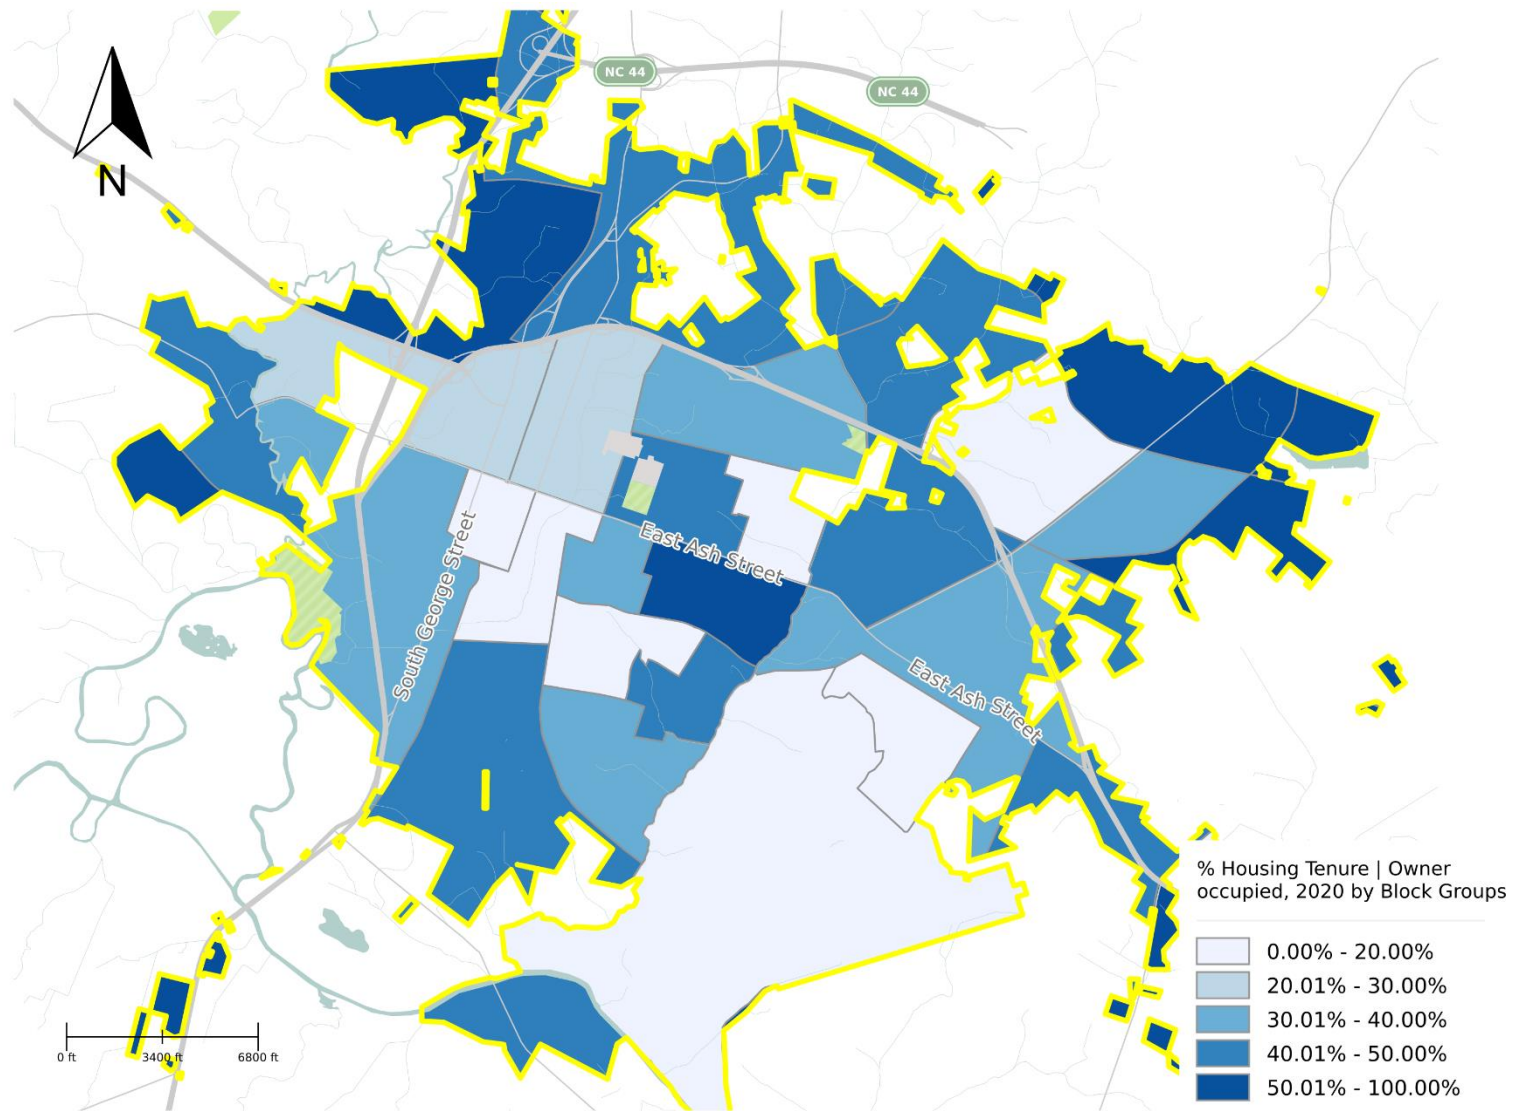 NC 44
NC 44
N
East Ash Street
South George Street
East Ash Street
% Housing Tenure | Owner
occupied, 2020 by Block Groups
0.00% - 20.00%
20.01% - 30.00%
30.01% - 40.00%
40.01% - 50.00%
50.01% - 100.00%
0 ft 3400 ft 6800 ft